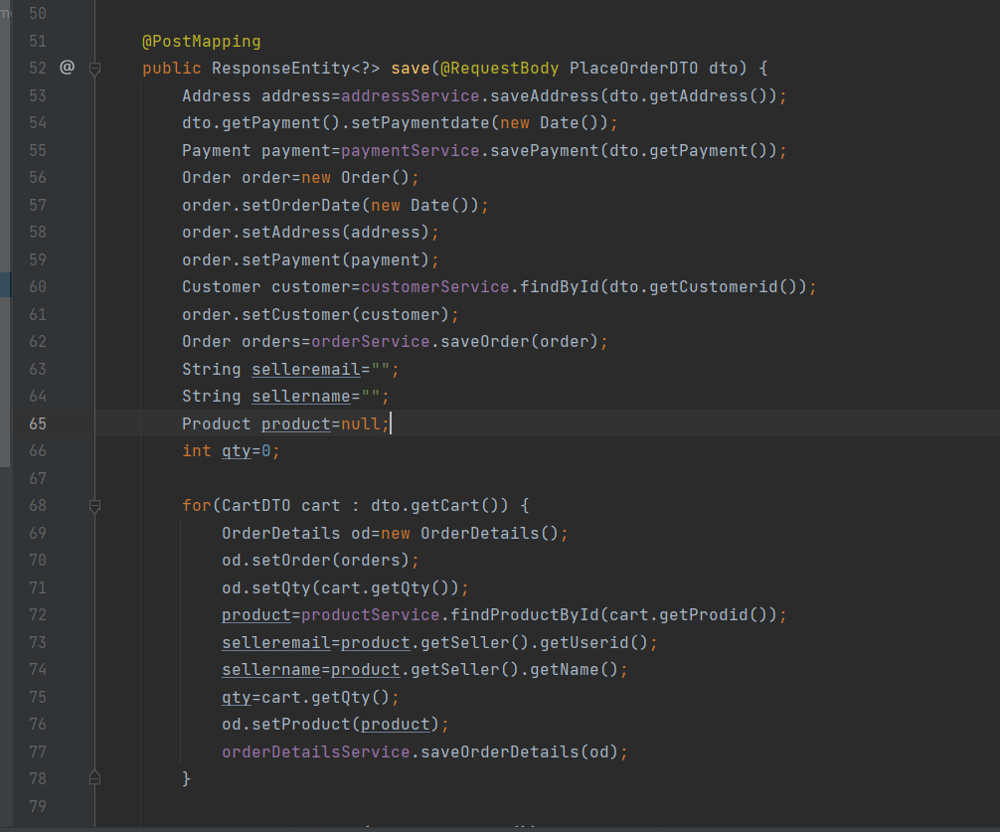 50
51 @PostMapping
52 @ public ResponseEntity<?> save(@RequestBody PlaceOrderDTO dto) {
53 Address address=addressService.saveAddress(dto.getAddress());
54 dto.getPayment().setPaymentdate(new Date());
55 Payment payment=paymentService.savePayment(dto.getPayment());
56 Order order=new Order();
57 order.setOrderDate(new Date());
58 order.setAddress(address);
59 order.setPayment(payment);
60 Customer customer=customerService.findById(dto.getCustomerid());
61 order.setCustomer(customer);
62 Order orders=orderService.saveOrder(order);
63 String selleremail="";
64 String sellername="";
65 Product product=null;
66 int qty=0;
67
68 for(CartDTO cart : dto.getCart()) {
69 OrderDetails od=new OrderDetails();
70 od.setOrder(orders);
71 od.setQty(cart.getQty());
72 product=productService.findProductById(cart.getProdid());
73 selleremail=product.getSeller().getUserid();
74 sellername=product.getSeller().getName();
75 qty=cart.getQty();
76 od.setProduct(product);
77 orderDetailsService.saveOrderDetails(od);
78 }
79